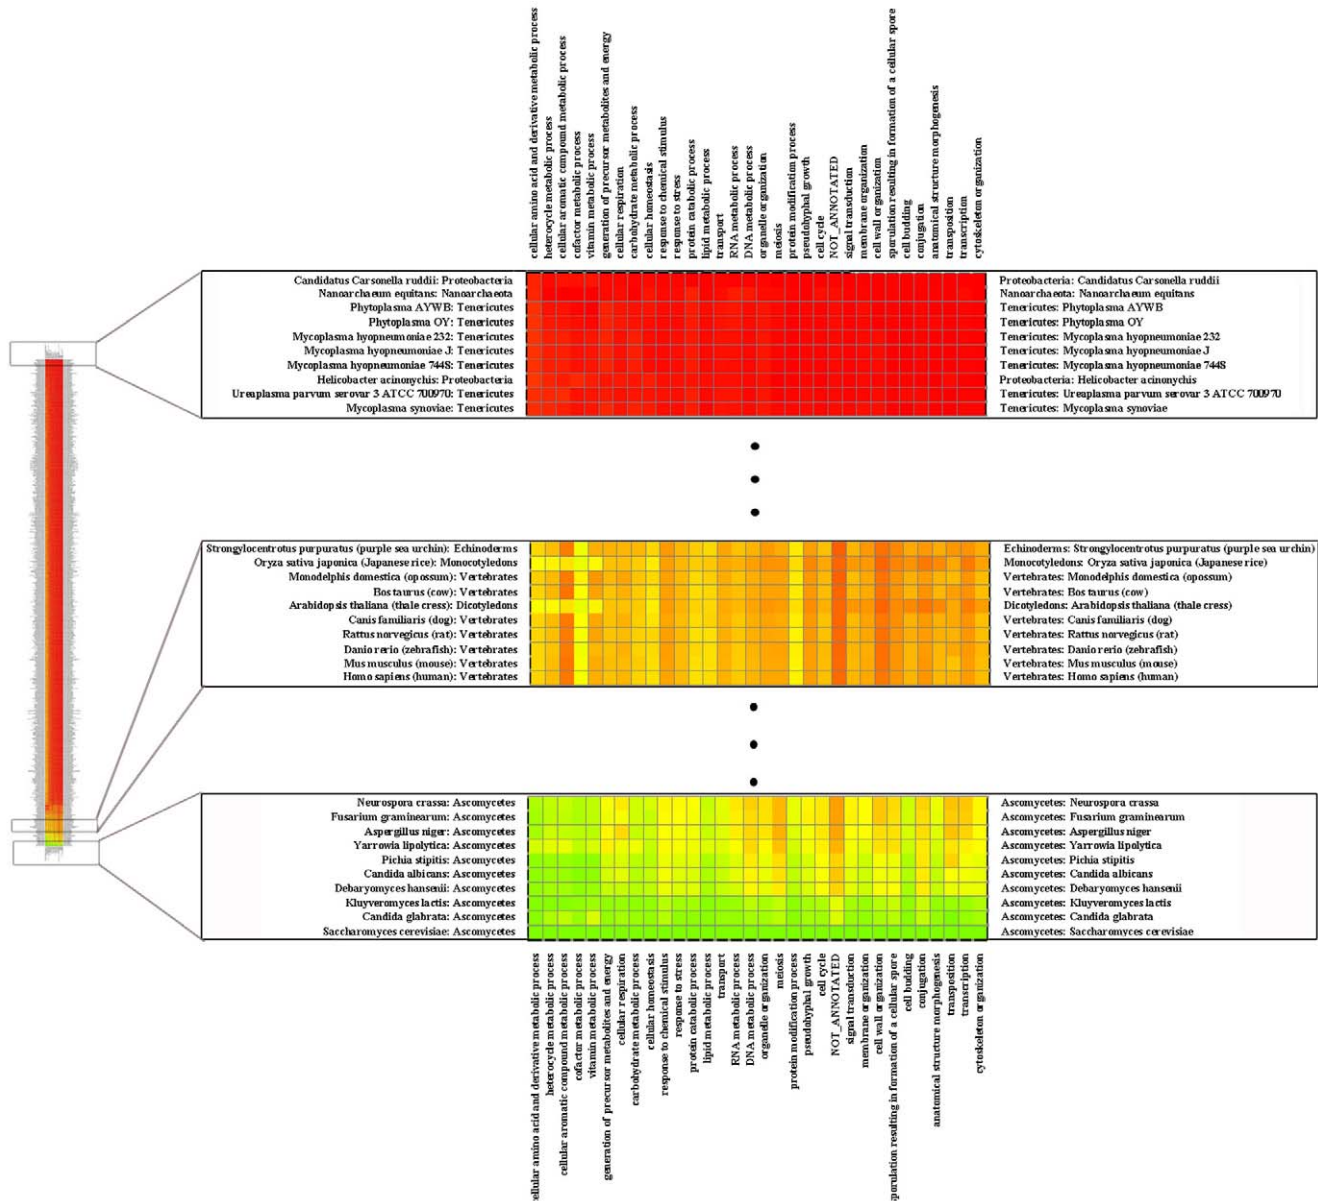 cellular amino acid and derivative metabolic process
heterocycle metabolic process
cellular aromatic compound metabolic process
cofactor metabolic process
vitamin metabolic process
generation of precursor metabolites and energy
cellular respiration
carbohydrate metabolic process
cellular homeostasis
response to chemical stimulus
response to stress
protein catabolic process
lipid metabolic process
transport
RNA metabolic process
DNA metabolic process
organelle organization
meiosis
protein modification process
pseudohyphal growth
cell cycle
NOT_ANNOTATED
signal transduction
membrane organization
cell wall organization
sporulation resulting in formation of a cellular spore
cell budding
conjugation
anatomical structure morphogenesis
transposition
transcription
cytoskeleton organization
Candidatus Carsonella ruddii: Proteobacteria Proteobacteria: Candidatus Carsonella ruddii
Nanoarchaeum equitans: Nanoarchaeota Nanoarchaeota: Nanoarchaeum equitans
Phytoplasma AYWB: Tenericutes Tenericutes: Phytoplasma AYWB
Phytoplasma OY: Tenericutes Tenericutes: Phytoplasma OY
Mycoplasma hyopneumoniae 232: Tenericutes Tenericutes: Mycoplasma hyopneumoniae 232
Mycoplasma hyopneumoniae J: Tenericutes Tenericutes: Mycoplasma hyopneumoniae J
Mycoplasma hyopneumoniae 7448: Tenericutes Tenericutes: Mycoplasma hyopneumoniae 7448
Helicobacter acinonychis: Proteobacteria Proteobacteria: Helicobacter acinonychis
Ureaplasma parvum serovar 3 ATCC 700970: Tenericutes Tenericutes: Ureaplasma parvum serovar 3 ATCC 700970
Mycoplasma synoviae: Tenericutes Tenericutes: Mycoplasma synoviae
Strongylocentrotus purpuratus (purple sea urchin): Echinoderms Echinoderms: Strongylocentrotus purpuratus (purple sea urchin)
Oryza sativa japonica (Japanese rice): Monocotyledons Monocotyledons: Oryza sativa japonica (Japanese rice)
Monodelphis domestica (opossum): Vertebrates Vertebrates: Monodelphis domestica (opossum)
Bos taurus (cow): Vertebrates Vertebrates: Bos taurus (cow)
Arabidopsis thaliana (thale cress): Dicotyledons Dicotyledons: Arabidopsis thaliana (thale cress)
Canis familiaris (dog): Vertebrates Vertebrates: Canis familiaris (dog)
Rattus norvegicus (rat): Vertebrates Vertebrates: Rattus norvegicus (rat)
Danio rerio (zebrafish): Vertebrates Vertebrates: Danio rerio (zebrafish)
Mus musculus (mouse): Vertebrates Vertebrates: Mus musculus (mouse)
Homo sapiens (human): Vertebrates Vertebrates: Homo sapiens (human)
Neurospora crassa: Ascomycetes Ascomycetes: Neurospora crassa
Fusarium graminearum: Ascomycetes Ascomycetes: Fusarium graminearum
Aspergillus niger: Ascomycetes Ascomycetes: Aspergillus niger
Yarrowia lipolytica: Ascomycetes Ascomycetes: Yarrowia lipolytica
Pichia stipitis: Ascomycetes Ascomycetes: Pichia stipitis
Candida albicans: Ascomycetes Ascomycetes: Candida albicans
Debaryomyces hansenii: Ascomycetes Ascomycetes: Debaryomyces hansenii
Kluyveromyces lactis: Ascomycetes Ascomycetes: Kluyveromyces lactis
Candida glabrata: Ascomycetes Ascomycetes: Candida glabrata
Saccharomyces cerevisiae: Ascomycetes Ascomycetes: Saccharomyces cerevisiae
cellular amino acid and derivative metabolic process
heterocycle metabolic process
cellular aromatic compound metabolic process
cofactor metabolic process
vitamin metabolic process
generation of precursor metabolites and energy
cellular respiration
carbohydrate metabolic process
cellular homeostasis
response to chemical stimulus
response to stress
protein catabolic process
lipid metabolic process
transport
RNA metabolic process
DNA metabolic process
organelle organization
meiosis
protein modification process
pseudohyphal growth
cell cycle
NOT_ANNOTATED
signal transduction
membrane organization
cell wall organization
sporulation resulting in formation of a cellular spore
cell budding
conjugation
anatomical structure morphogenesis
transposition
transcription
cytoskeleton organization